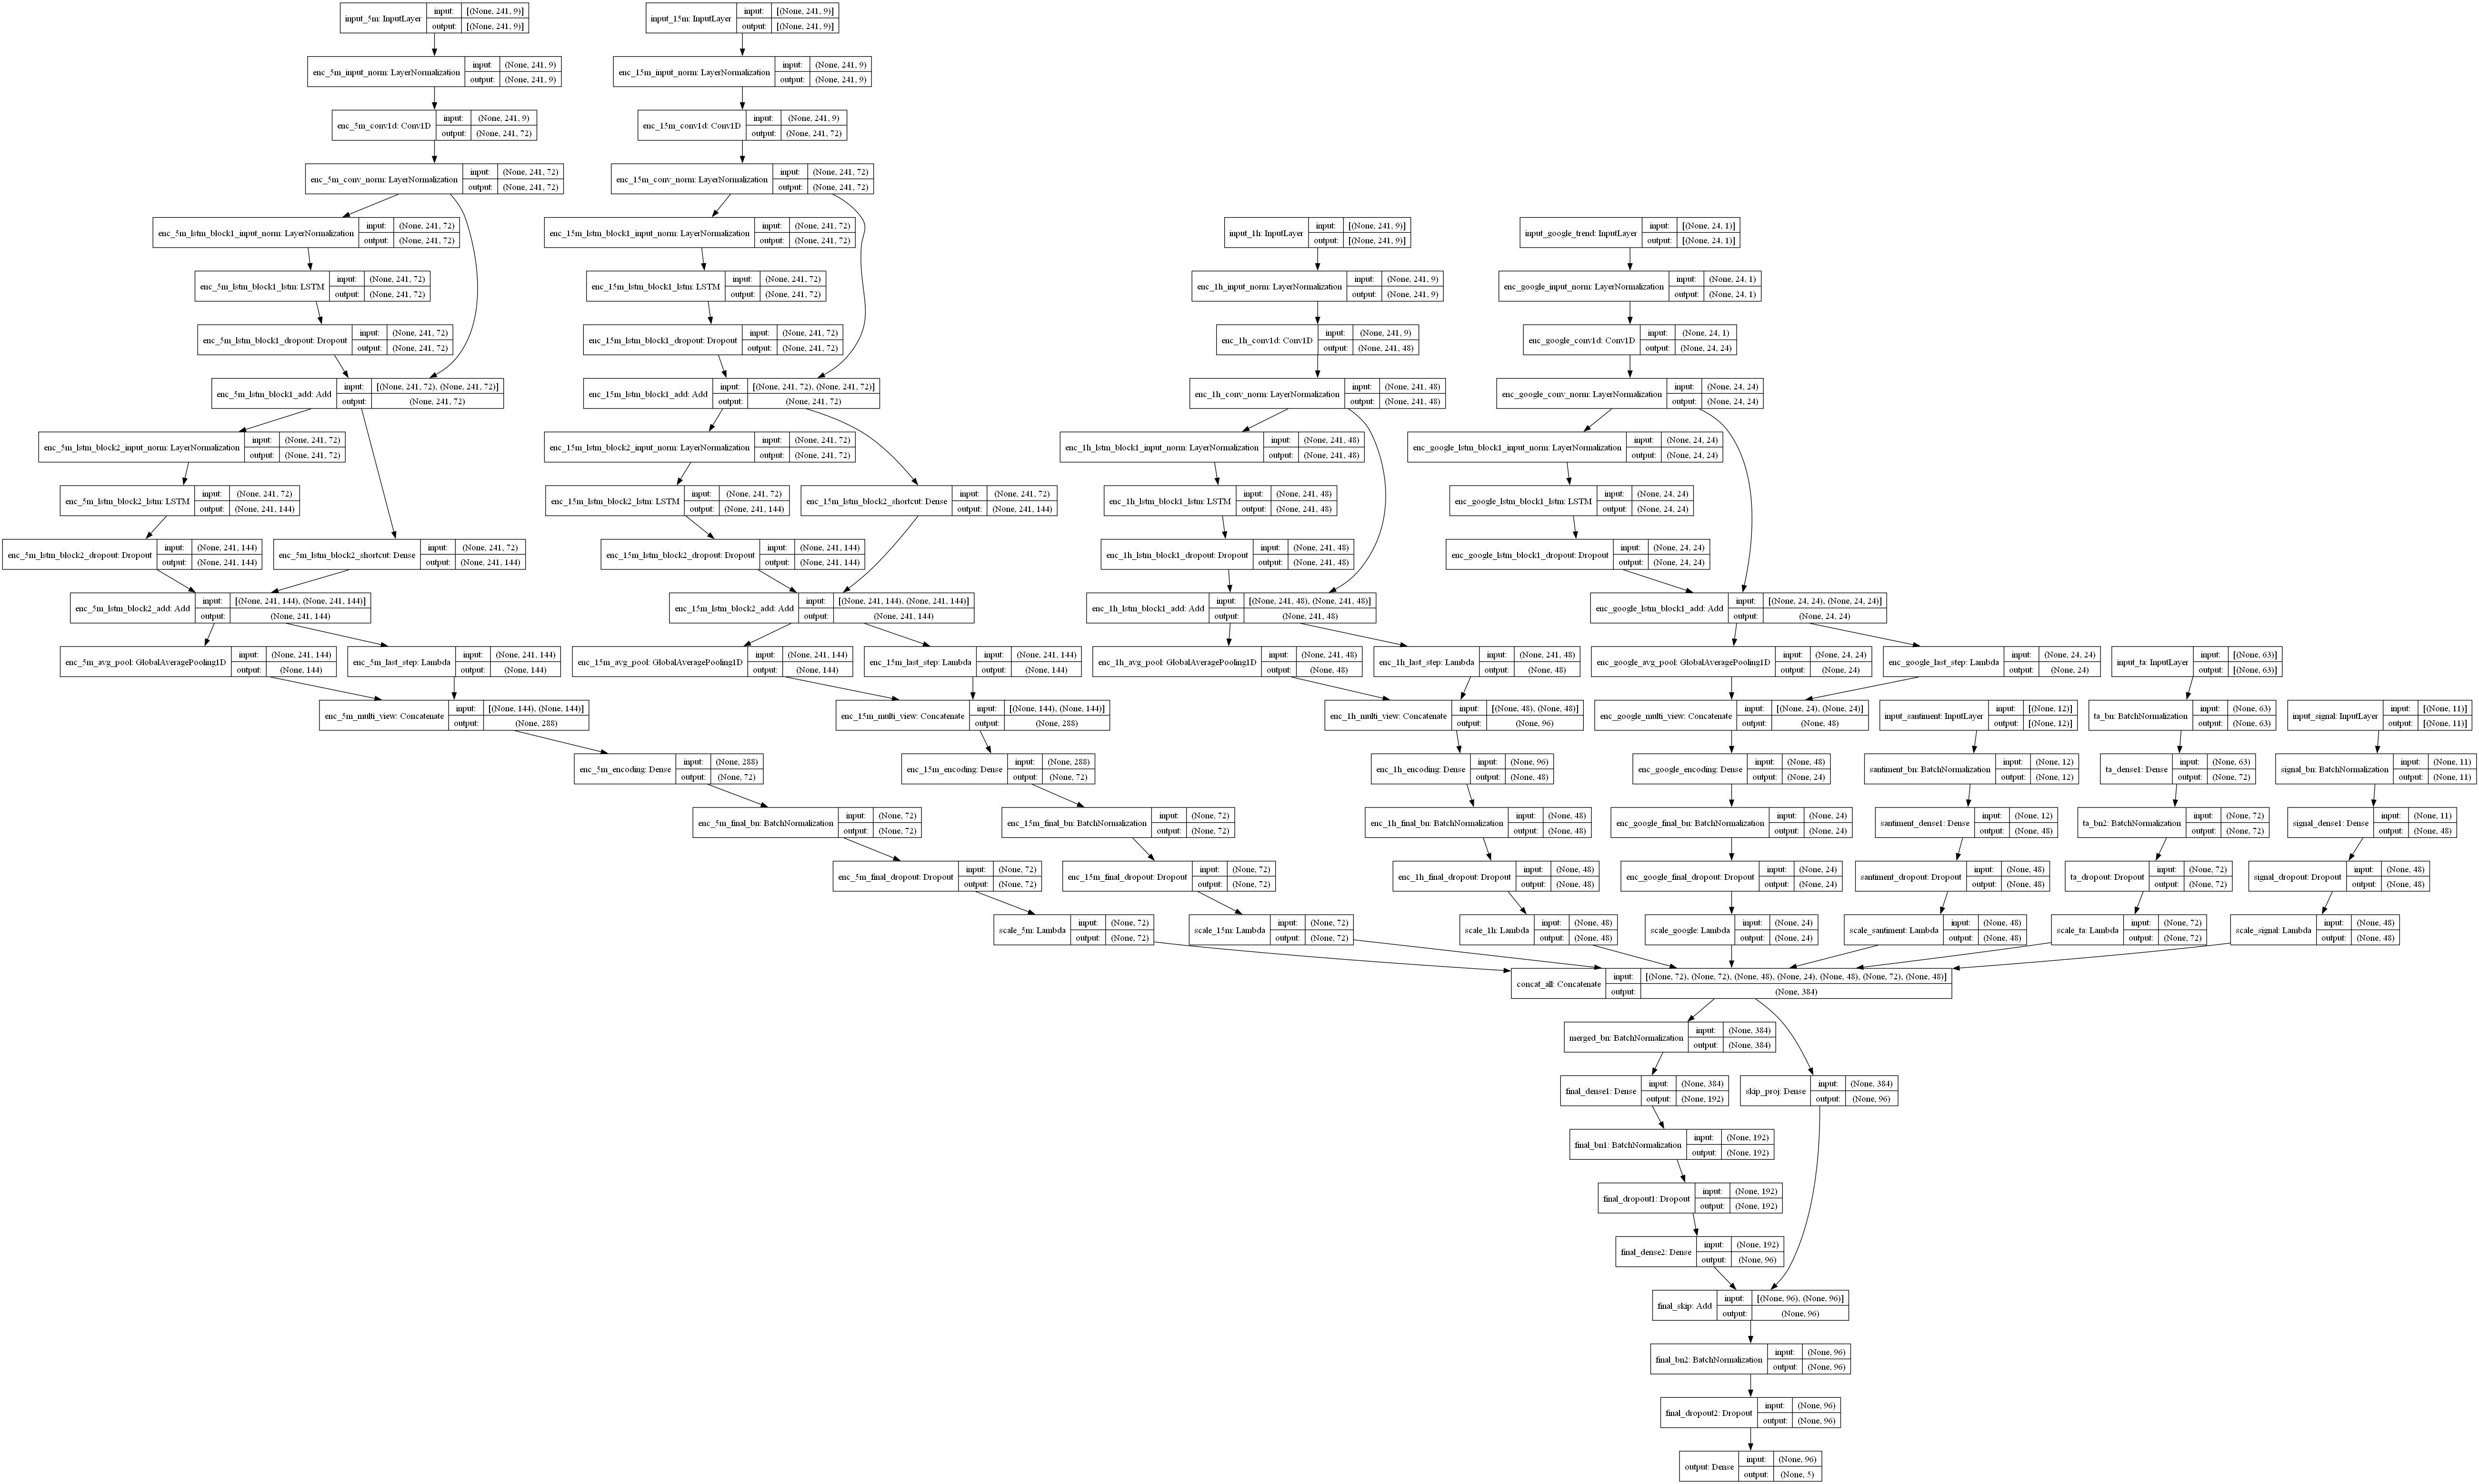 input_5m: InputLayer
input: [(None, 241, 9)]
output: [(None, 241, 9)]
input_15m: InputLayer
input: [(None, 241, 9)]
output: [(None, 241, 9)]
enc_5m_input_norm: LayerNormalization
input: (None, 241, 9)
output: (None, 241, 9)
enc_15m_input_norm: LayerNormalization
input: (None, 241, 9)
output: (None, 241, 9)
enc_5m_conv1d: Conv1D
input: (None, 241, 9)
output: (None, 241, 72)
enc_15m_conv1d: Conv1D
input: (None, 241, 9)
output: (None, 241, 72)
enc_5m_conv_norm: LayerNormalization
input: (None, 241, 72)
output: (None, 241, 72)
enc_15m_conv_norm: LayerNormalization
input: (None, 241, 72)
output: (None, 241, 72)
enc_5m_lstm_block1_input_norm: LayerNormalization
input: (None, 241, 72)
output: (None, 241, 72)
enc_15m_lstm_block1_input_norm: LayerNormalization
input: (None, 241, 72)
output: (None, 241, 72)
input_1h: InputLayer
input: [(None, 241, 9)]
output: [(None, 241, 9)]
input_google_trend: InputLayer
input: [(None, 24, 1)]
output: [(None, 24, 1)]
enc_5m_lstm_block1_lstm: LSTM
input: (None, 241, 72)
output: (None, 241, 72)
enc_15m_lstm_block1_lstm: LSTM
input: (None, 241, 72)
output: (None, 241, 72)
enc_1h_input_norm: LayerNormalization
input: (None, 241, 9)
output: (None, 241, 9)
enc_google_input_norm: LayerNormalization
input: (None, 24, 1)
output: (None, 24, 1)
enc_5m_lstm_block1_dropout: Dropout
input: (None, 241, 72)
output: (None, 241, 72)
enc_15m_lstm_block1_dropout: Dropout
input: (None, 241, 72)
output: (None, 241, 72)
enc_1h_conv1d: Conv1D
input: (None, 241, 9)
output: (None, 241, 48)
enc_google_conv1d: Conv1D
input: (None, 24, 1)
output: (None, 24, 24)
enc_5m_lstm_block1_add: Add
input: [(None, 241, 72), (None, 241, 72)]
output: (None, 241, 72)
enc_15m_lstm_block1_add: Add
input: [(None, 241, 72), (None, 241, 72)]
output: (None, 241, 72)
enc_1h_conv_norm: LayerNormalization
input: (None, 241, 48)
output: (None, 241, 48)
enc_google_conv_norm: LayerNormalization
input: (None, 24, 24)
output: (None, 24, 24)
enc_5m_lstm_block2_input_norm: LayerNormalization
input: (None, 241, 72)
output: (None, 241, 72)
enc_15m_lstm_block2_input_norm: LayerNormalization
input: (None, 241, 72)
output: (None, 241, 72)
enc_1h_lstm_block1_input_norm: LayerNormalization
input: (None, 241, 48)
output: (None, 241, 48)
enc_google_lstm_block1_input_norm: LayerNormalization
input: (None, 24, 24)
output: (None, 24, 24)
enc_5m_lstm_block2_lstm: LSTM
input: (None, 241, 72)
output: (None, 241, 144)
enc_15m_lstm_block2_lstm: LSTM
input: (None, 241, 72)
output: (None, 241, 144)
enc_15m_lstm_block2_shortcut: Dense
input: (None, 241, 72)
output: (None, 241, 144)
enc_1h_lstm_block1_lstm: LSTM
input: (None, 241, 48)
output: (None, 241, 48)
enc_google_lstm_block1_lstm: LSTM
input: (None, 24, 24)
output: (None, 24, 24)
enc_5m_lstm_block2_dropout: Dropout
input: (None, 241, 144)
output: (None, 241, 144)
enc_5m_lstm_block2_shortcut: Dense
input: (None, 241, 72)
output: (None, 241, 144)
enc_15m_lstm_block2_dropout: Dropout
input: (None, 241, 144)
output: (None, 241, 144)
enc_1h_lstm_block1_dropout: Dropout
input: (None, 241, 48)
output: (None, 241, 48)
enc_google_lstm_block1_dropout: Dropout
input: (None, 24, 24)
output: (None, 24, 24)
enc_5m_lstm_block2_add: Add
input: [(None, 241, 144), (None, 241, 144)]
output: (None, 241, 144)
enc_15m_lstm_block2_add: Add
input: [(None, 241, 144), (None, 241, 144)]
output: (None, 241, 144)
enc_1h_lstm_block1_add: Add
input: [(None, 241, 48), (None, 241, 48)]
output: (None, 241, 48)
enc_google_lstm_block1_add: Add
input: [(None, 24, 24), (None, 24, 24)]
output: (None, 24, 24)
enc_5m_avg_pool: GlobalAveragePooling1D
input: (None, 241, 144)
output: (None, 144)
enc_5m_last_step: Lambda
input: (None, 241, 144)
output: (None, 144)
enc_15m_avg_pool: GlobalAveragePooling1D
input: (None, 241, 144)
output: (None, 144)
enc_15m_last_step: Lambda
input: (None, 241, 144)
output: (None, 144)
enc_1h_avg_pool: GlobalAveragePooling1D
input: (None, 241, 48)
output: (None, 48)
enc_1h_last_step: Lambda
input: (None, 241, 48)
output: (None, 48)
enc_google_avg_pool: GlobalAveragePooling1D
input: (None, 24, 24)
output: (None, 24)
enc_google_last_step: Lambda
input: (None, 24, 24)
output: (None, 24)
input_ta: InputLayer
input: [(None, 63)]
output: [(None, 63)]
enc_5m_multi_view: Concatenate
input: [(None, 144), (None, 144)]
output: (None, 288)
enc_15m_multi_view: Concatenate
input: [(None, 144), (None, 144)]
output: (None, 288)
enc_1h_multi_view: Concatenate
input: [(None, 48), (None, 48)]
output: (None, 96)
enc_google_multi_view: Concatenate
input: [(None, 24), (None, 24)]
output: (None, 48)
input_santiment: InputLayer
input: [(None, 12)]
output: [(None, 12)]
ta_bn: BatchNormalization
input: (None, 63)
output: (None, 63)
input_signal: InputLayer
input: [(None, 11)]
output: [(None, 11)]
enc_5m_encoding: Dense
input: (None, 288)
output: (None, 72)
enc_15m_encoding: Dense
input: (None, 288)
output: (None, 72)
enc_1h_encoding: Dense
input: (None, 96)
output: (None, 48)
enc_google_encoding: Dense
input: (None, 48)
output: (None, 24)
santiment_bn: BatchNormalization
input: (None, 12)
output: (None, 12)
ta_dense1: Dense
input: (None, 63)
output: (None, 72)
signal_bn: BatchNormalization
input: (None, 11)
output: (None, 11)
enc_5m_final_bn: BatchNormalization
input: (None, 72)
output: (None, 72)
enc_15m_final_bn: BatchNormalization
input: (None, 72)
output: (None, 72)
enc_1h_final_bn: BatchNormalization
input: (None, 48)
output: (None, 48)
enc_google_final_bn: BatchNormalization
input: (None, 24)
output: (None, 24)
santiment_dense1: Dense
input: (None, 12)
output: (None, 48)
ta_bn2: BatchNormalization
input: (None, 72)
output: (None, 72)
signal_dense1: Dense
input: (None, 11)
output: (None, 48)
enc_5m_final_dropout: Dropout
input: (None, 72)
output: (None, 72)
enc_15m_final_dropout: Dropout
input: (None, 72)
output: (None, 72)
enc_1h_final_dropout: Dropout
input: (None, 48)
output: (None, 48)
enc_google_final_dropout: Dropout
input: (None, 24)
output: (None, 24)
santiment_dropout: Dropout
input: (None, 48)
output: (None, 48)
ta_dropout: Dropout
input: (None, 72)
output: (None, 72)
signal_dropout: Dropout
input: (None, 48)
output: (None, 48)
scale_5m: Lambda
input: (None, 72)
output: (None, 72)
scale_15m: Lambda
input: (None, 72)
output: (None, 72)
scale_1h: Lambda
input: (None, 48)
output: (None, 48)
scale_google: Lambda
input: (None, 24)
output: (None, 24)
scale_santiment: Lambda
input: (None, 48)
output: (None, 48)
scale_ta: Lambda
input: (None, 72)
output: (None, 72)
scale_signal: Lambda
input: (None, 48)
output: (None, 48)
concat_all: Concatenate
input: [(None, 72), (None, 72), (None, 48), (None, 24), (None, 48), (None, 72), (None, 48)]
output: (None, 384)
merged_bn: BatchNormalization
input: (None, 384)
output: (None, 384)
final_dense1: Dense
input: (None, 384)
output: (None, 192)
skip_proj: Dense
input: (None, 384)
output: (None, 96)
final_bn1: BatchNormalization
input: (None, 192)
output: (None, 192)
final_dropout1: Dropout
input: (None, 192)
output: (None, 192)
final_dense2: Dense
input: (None, 192)
output: (None, 96)
final_skip: Add
input: [(None, 96), (None, 96)]
output: (None, 96)
final_bn2: BatchNormalization
input: (None, 96)
output: (None, 96)
final_dropout2: Dropout
input: (None, 96)
output: (None, 96)
output: Dense
input: (None, 96)
output: (None, 5)